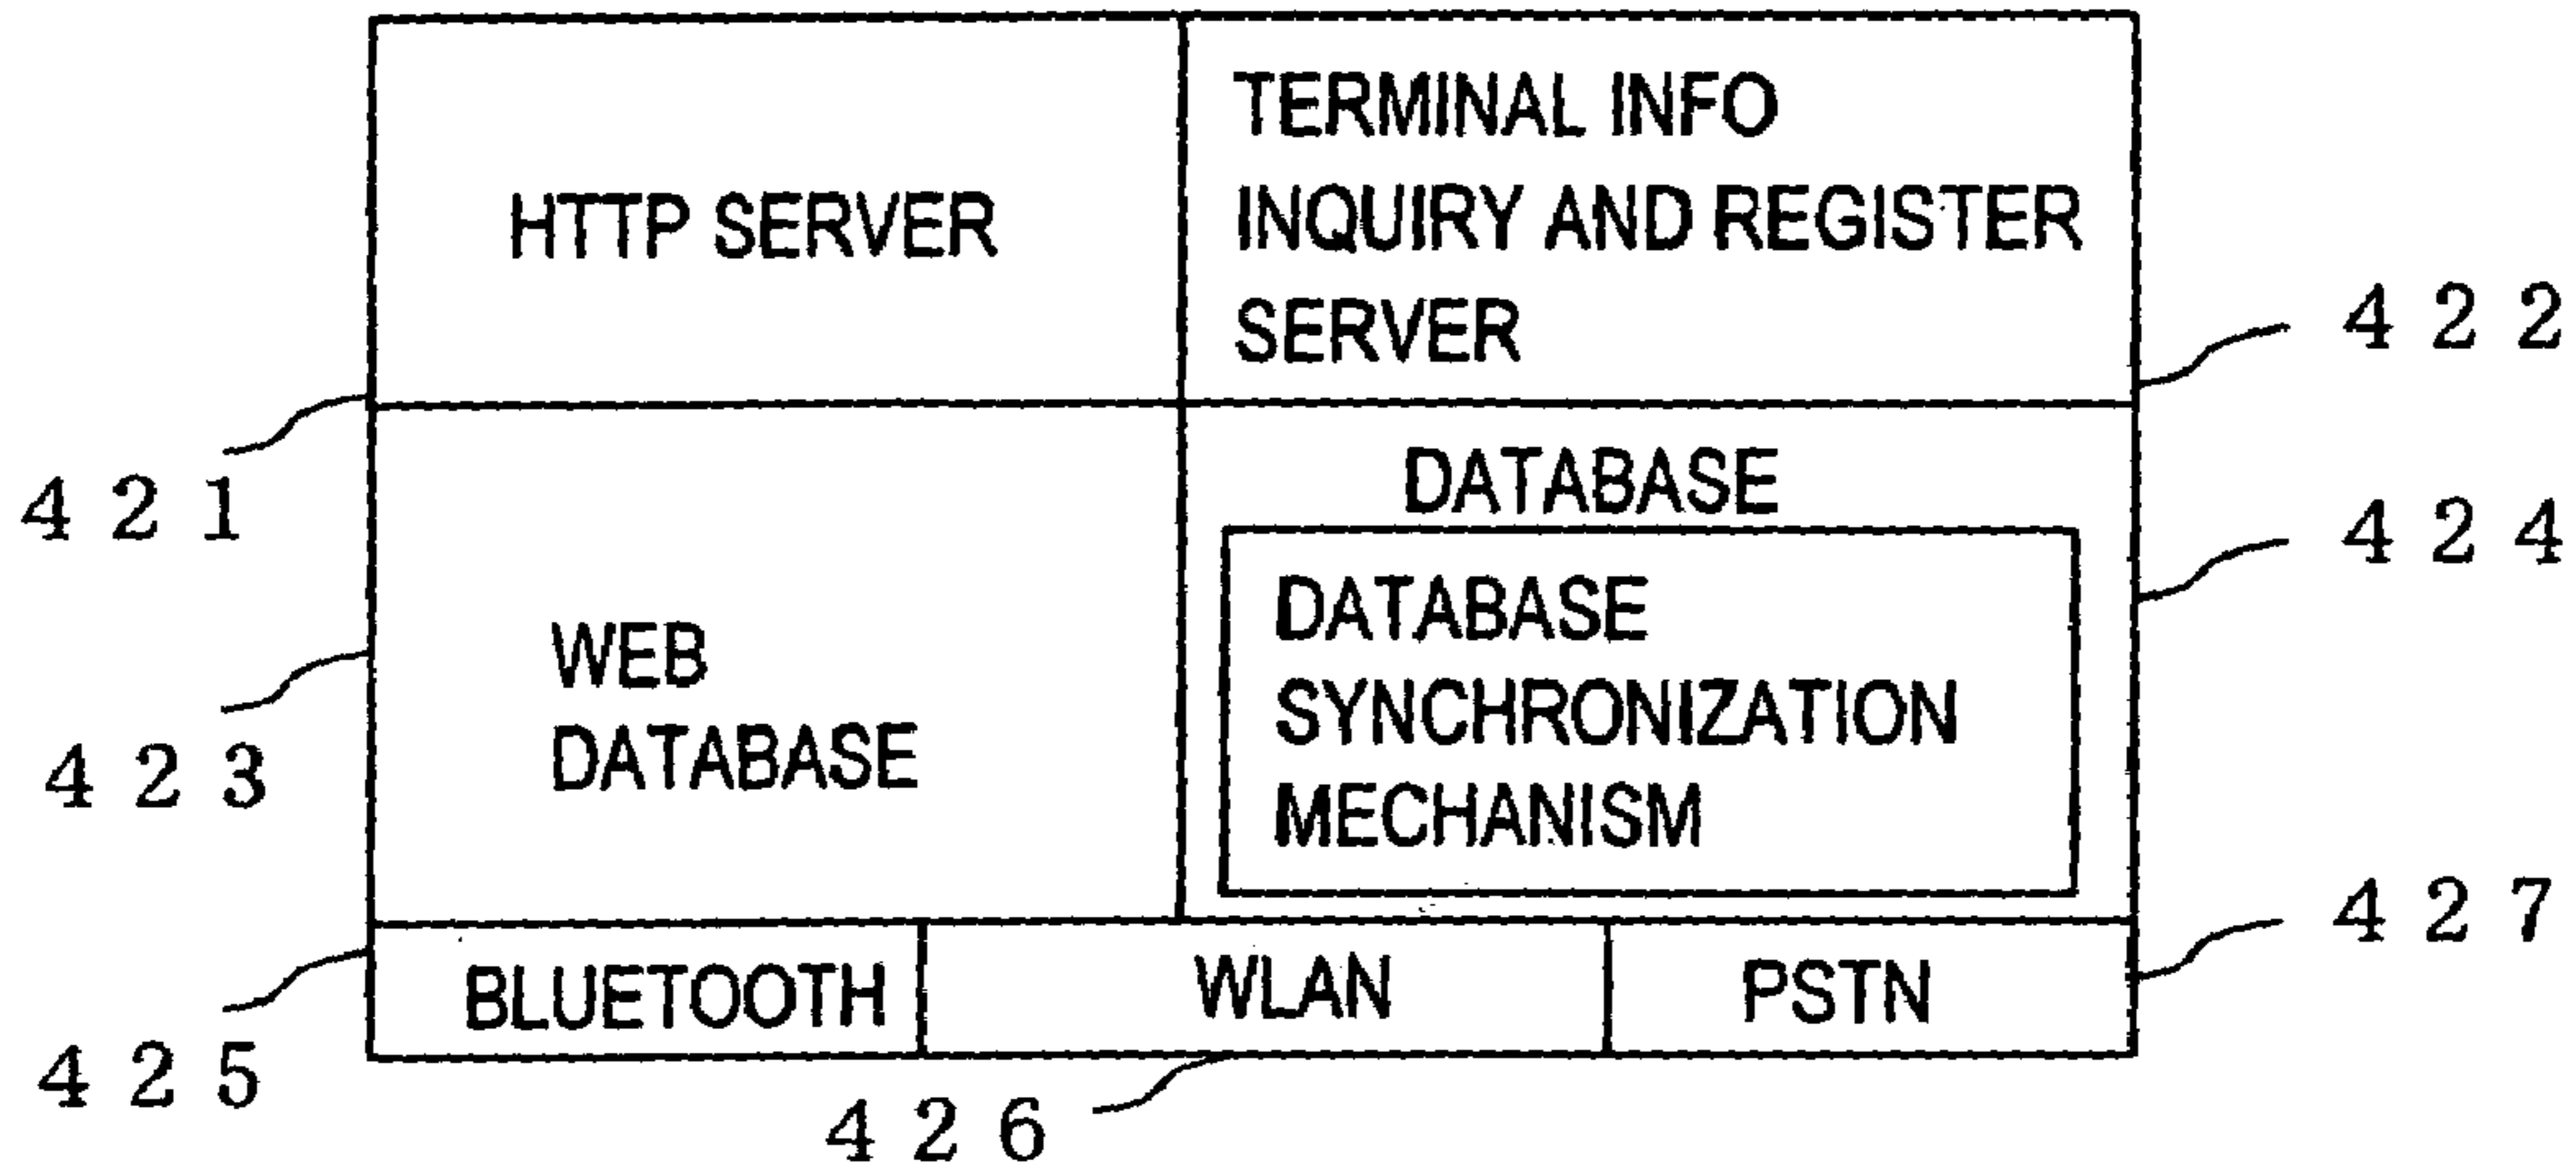 HTTP SERVER
TERMINAL INFO
INQUIRY AND REGISTER
SERVER
422
421
DATABASE
424
DATABASE
SYNCHRONIZATION
MECHANISM
WEB
DATABASE
423
427
BLUETOOTH
WLAN
PSTN
425
426